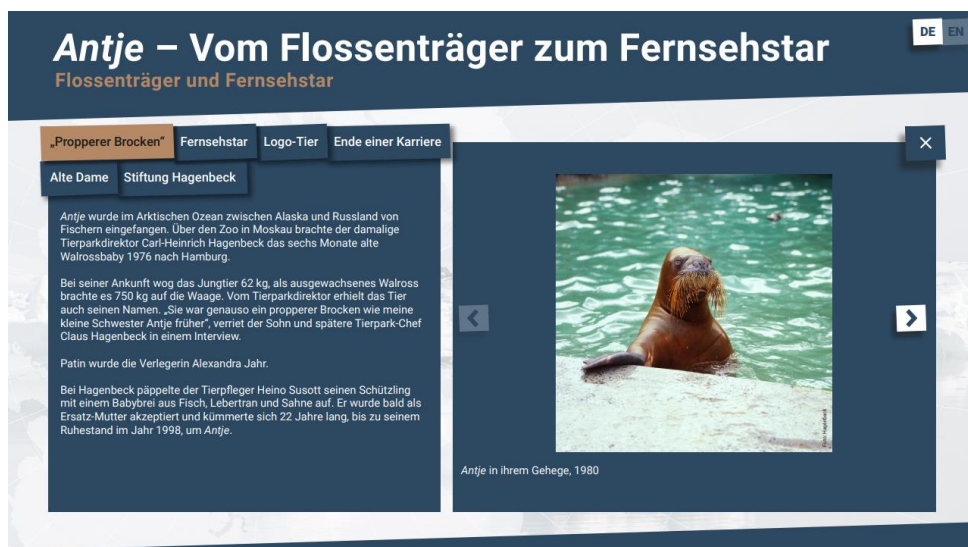 Antje – Vom Flossenträger zum Fernsehstar
Flossenträger und Fernsehstar
DE EN
„Propperer Brocken“ Fernsehstar Logo-Tier Ende einer Karriere
Alte Dame Stiftung Hagenbeck
Antje wurde im Arktischen Ozean zwischen Alaska und Russland von
Fischern eingefangen. Über den Zoo in Moskau brachte der damalige
Tierparkdirektor Carl-Heinrich Hagenbeck das sechs Monate alte
Walrossbaby 1976 nach Hamburg.
Bei seiner Ankunft wog das Jungtier 62 kg, als ausgewachsenes Walross
brachte es 750 kg auf die Waage. Vom Tierparkdirektor erhielt das Tier
auch seinen Namen. „Sie war genauso ein propperer Brocken wie meine
kleine Schwester Antje früher“, verriet der Sohn und spätere Tierpark-Chef
Claus Hagenbeck in einem Interview.
Patin wurde die Verlegerin Alexandra Jahr.
Bei Hagenbeck päppelte der Tierpfleger Heino Susott seinen Schützling
mit einem Babybrei aus Fisch, Lebertran und Sahne auf. Er wurde bald als
Ersatz-Mutter akzeptiert und kümmerte sich 22 Jahre lang, bis zu seinem
Ruhestand im Jahr 1998, um Antje.
Antje in ihrem Gehege, 1980